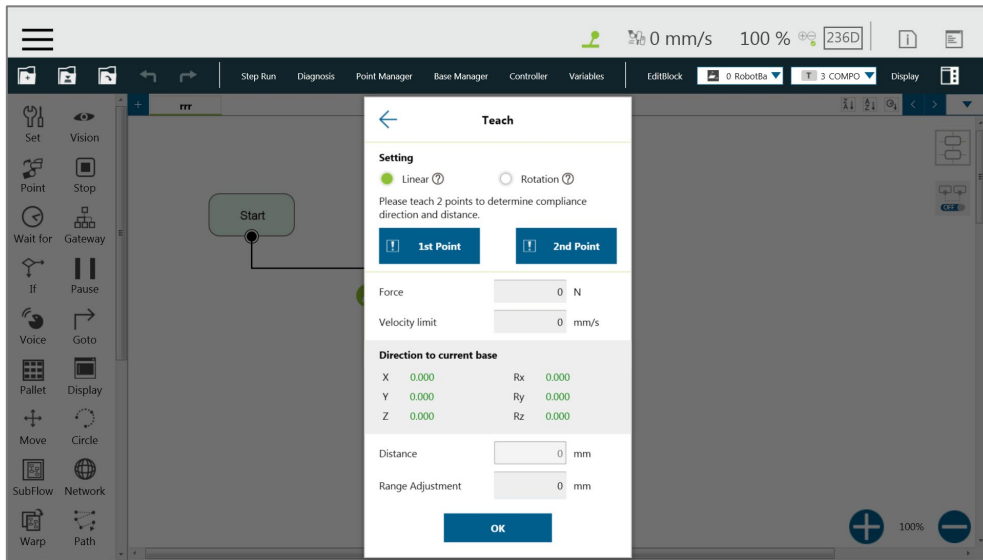 0 mm/s 100 % 236D
Step Run Diagnosis Point Manager Base Manager Controller Variables EditBlock 0 RobotBa T 3 COMPO Display
+ rrr
Set Vision
Point Stop
Wait for Gateway
If Pause
Voice Goto
Pallet Display
Move Circle
SubFlow Network
Warp Path
Start
Teach
Setting
Linear ? Rotation ?
Please teach 2 points to determine compliance
direction and distance.
! 1st Point ! 2nd Point
Force 0 N
Velocity limit 0 mm/s
Direction to current base
X 0.000 Rx 0.000
Y 0.000 Ry 0.000
Z 0.000 Rz 0.000
Distance 0 mm
Range Adjustment 0 mm
OK
OFF
100%